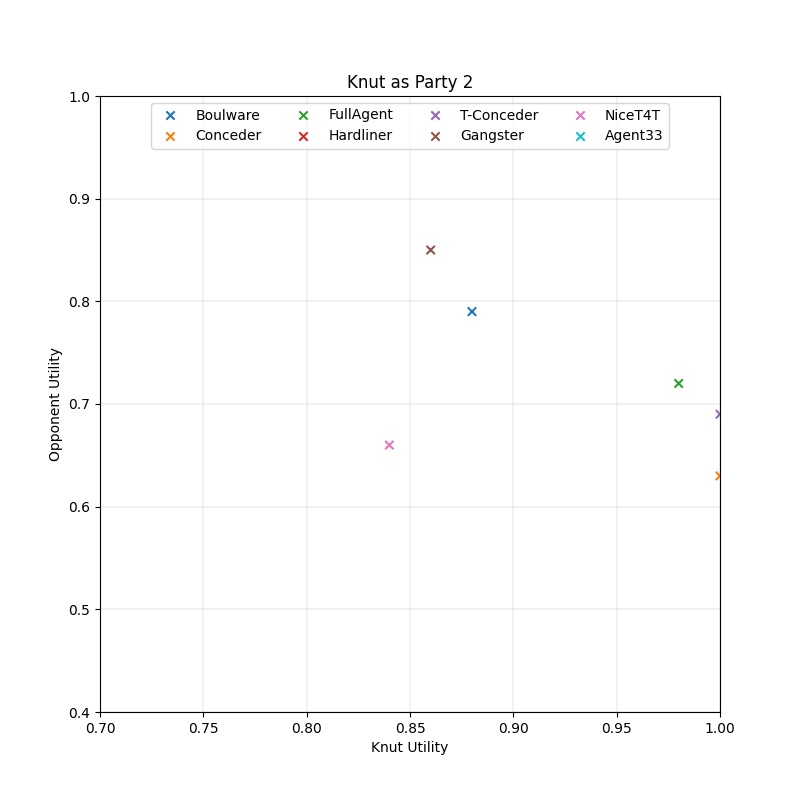 Knut as Party 2
Boulware FullAgent T-Conceder NiceT4T
Conceder Hardliner Gangster Agent33
1.0
0.9
0.8
0.7
0.6
0.5
0.4
Opponent Utility
0.70 0.75 0.80 0.85 0.90 0.95 1.00
Knut Utility